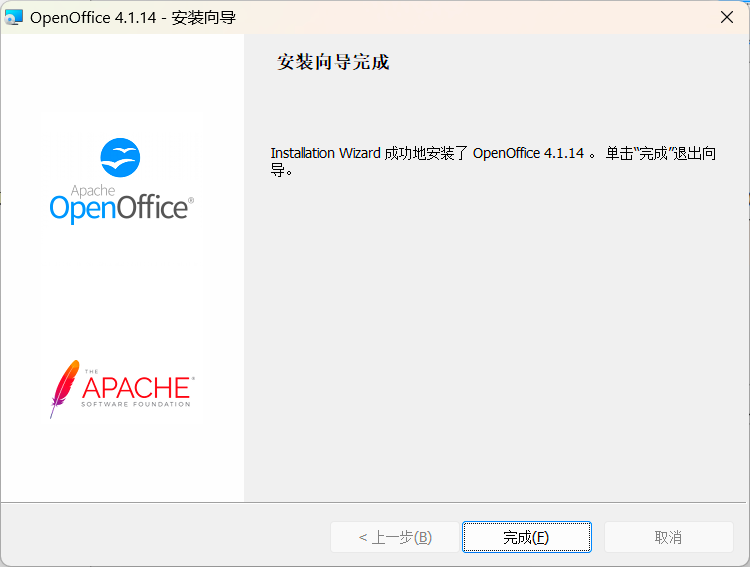 OpenOffice 4.1.14 - 安装向导
安装向导完成
Installation Wizard 成功地安装了 OpenOffice 4.1.14 。 单击“完成”退出向
导。
Apache
OpenOffice®
THE
APACHE
SOFTWARE FOUNDATION
< 上一步(B)
完成(F)
取消